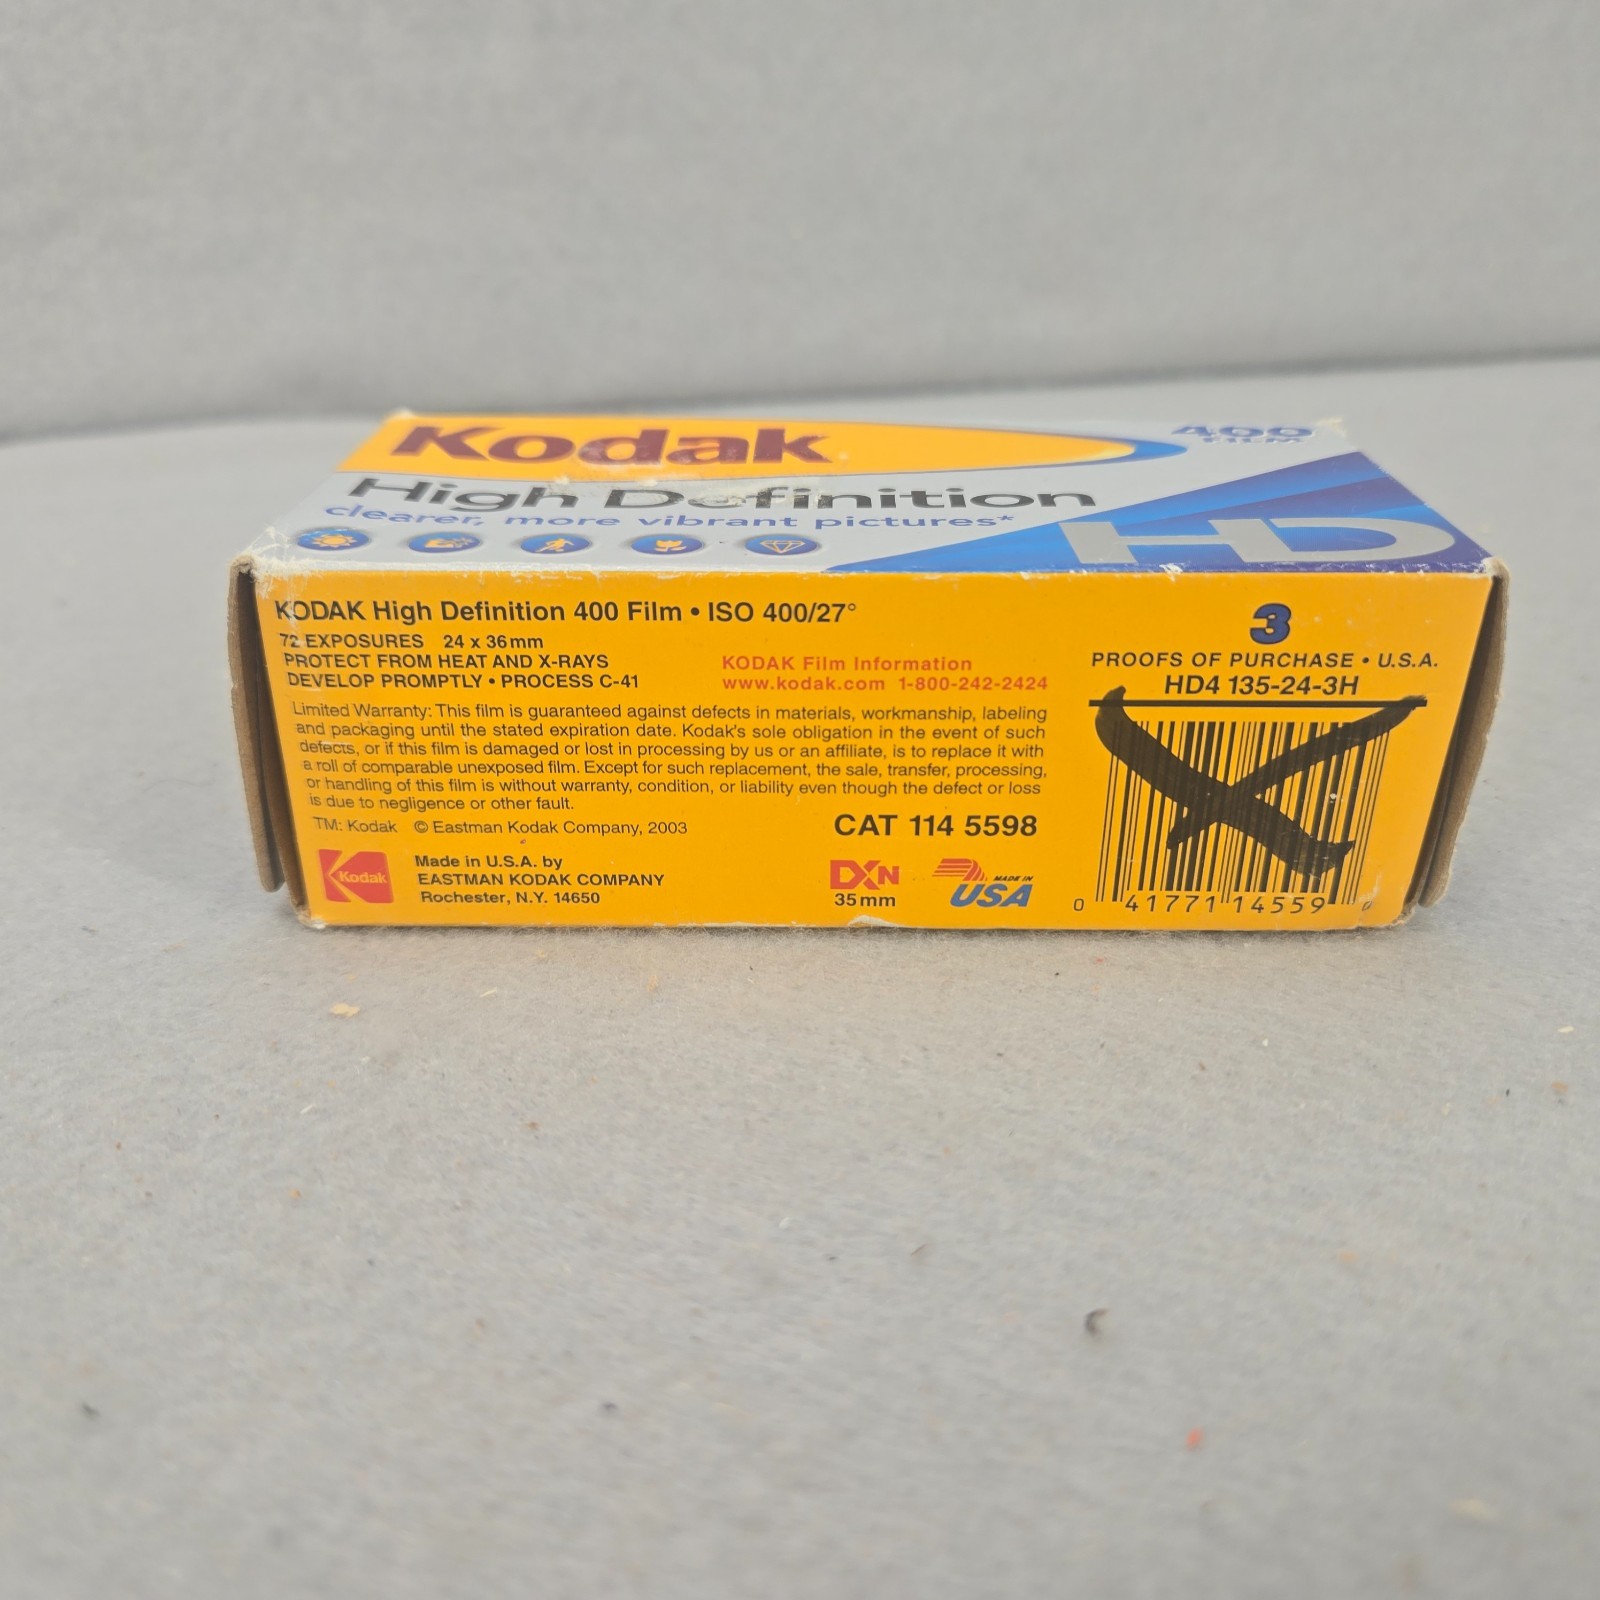 Kodak
400
FILM
High Definition
clearer, more vibrant pictures*
HD
KODAK High Definition 400 Film • ISO 400/27°
72 EXPOSURES 24 x 36 mm
PROTECT FROM HEAT AND X-RAYS
DEVELOP PROMPTLY • PROCESS C-41
KODAK Film Information
www.kodak.com 1-800-242-2424
Limited Warranty: This film is guaranteed against defects in materials, workmanship, labeling
and packaging until the stated expiration date. Kodak's sole obligation in the event of such
defects, or if this film is damaged or lost in processing by us or an affiliate, is to replace it with
a roll of comparable unexposed film. Except for such replacement, the sale, transfer, processing,
or handling of this film is without warranty, condition, or liability even though the defect or loss
is due to negligence or other fault.
TM: Kodak © Eastman Kodak Company, 2003
CAT 114 5598
Kodak
Made in U.S.A. by
EASTMAN KODAK COMPANY
Rochester, N.Y. 14650
DXN
35mm
MADE IN
USA
3
PROOFS OF PURCHASE • U.S.A.
HD4 135-24-3H
0 41771 14559